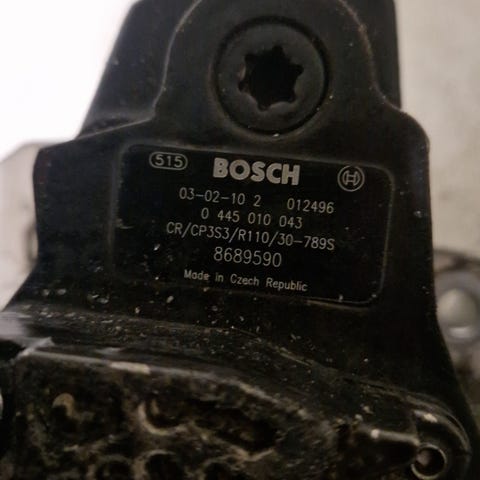 515 BOSCH
03-02-10 2 012496
0 445 010 043
CR/CP3S3/R110/30-789S
8689590
Made in Czech Republic